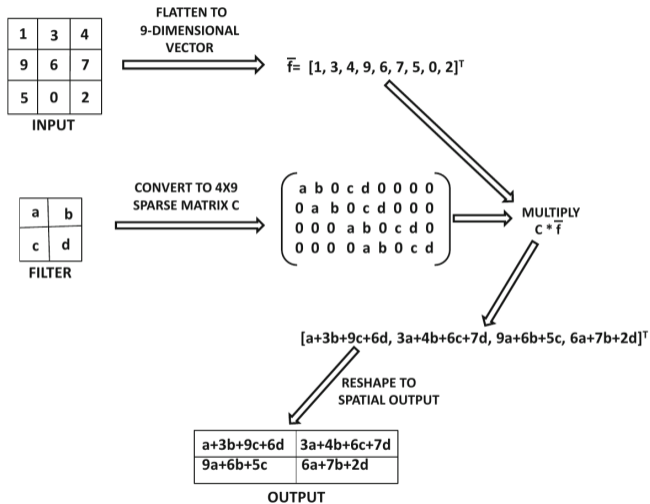 FLATTEN TO
9-DIMENSIONAL
VECTOR
1 3 4
9 6 7
5 0 2
INPUT
f̅= [1, 3, 4, 9, 6, 7, 5, 0, 2]ᵀ
a b
c d
FILTER
CONVERT TO 4X9
SPARSE MATRIX C
a b 0 c d 0 0 0 0
0 a b 0 c d 0 0 0
0 0 0 a b 0 c d 0
0 0 0 0 a b 0 c d
MULTIPLY
C * f̅
[a+3b+9c+6d, 3a+4b+6c+7d, 9a+6b+5c, 6a+7b+2d]ᵀ
RESHAPE TO
SPATIAL OUTPUT
a+3b+9c+6d 3a+4b+6c+7d
9a+6b+5c 6a+7b+2d
OUTPUT